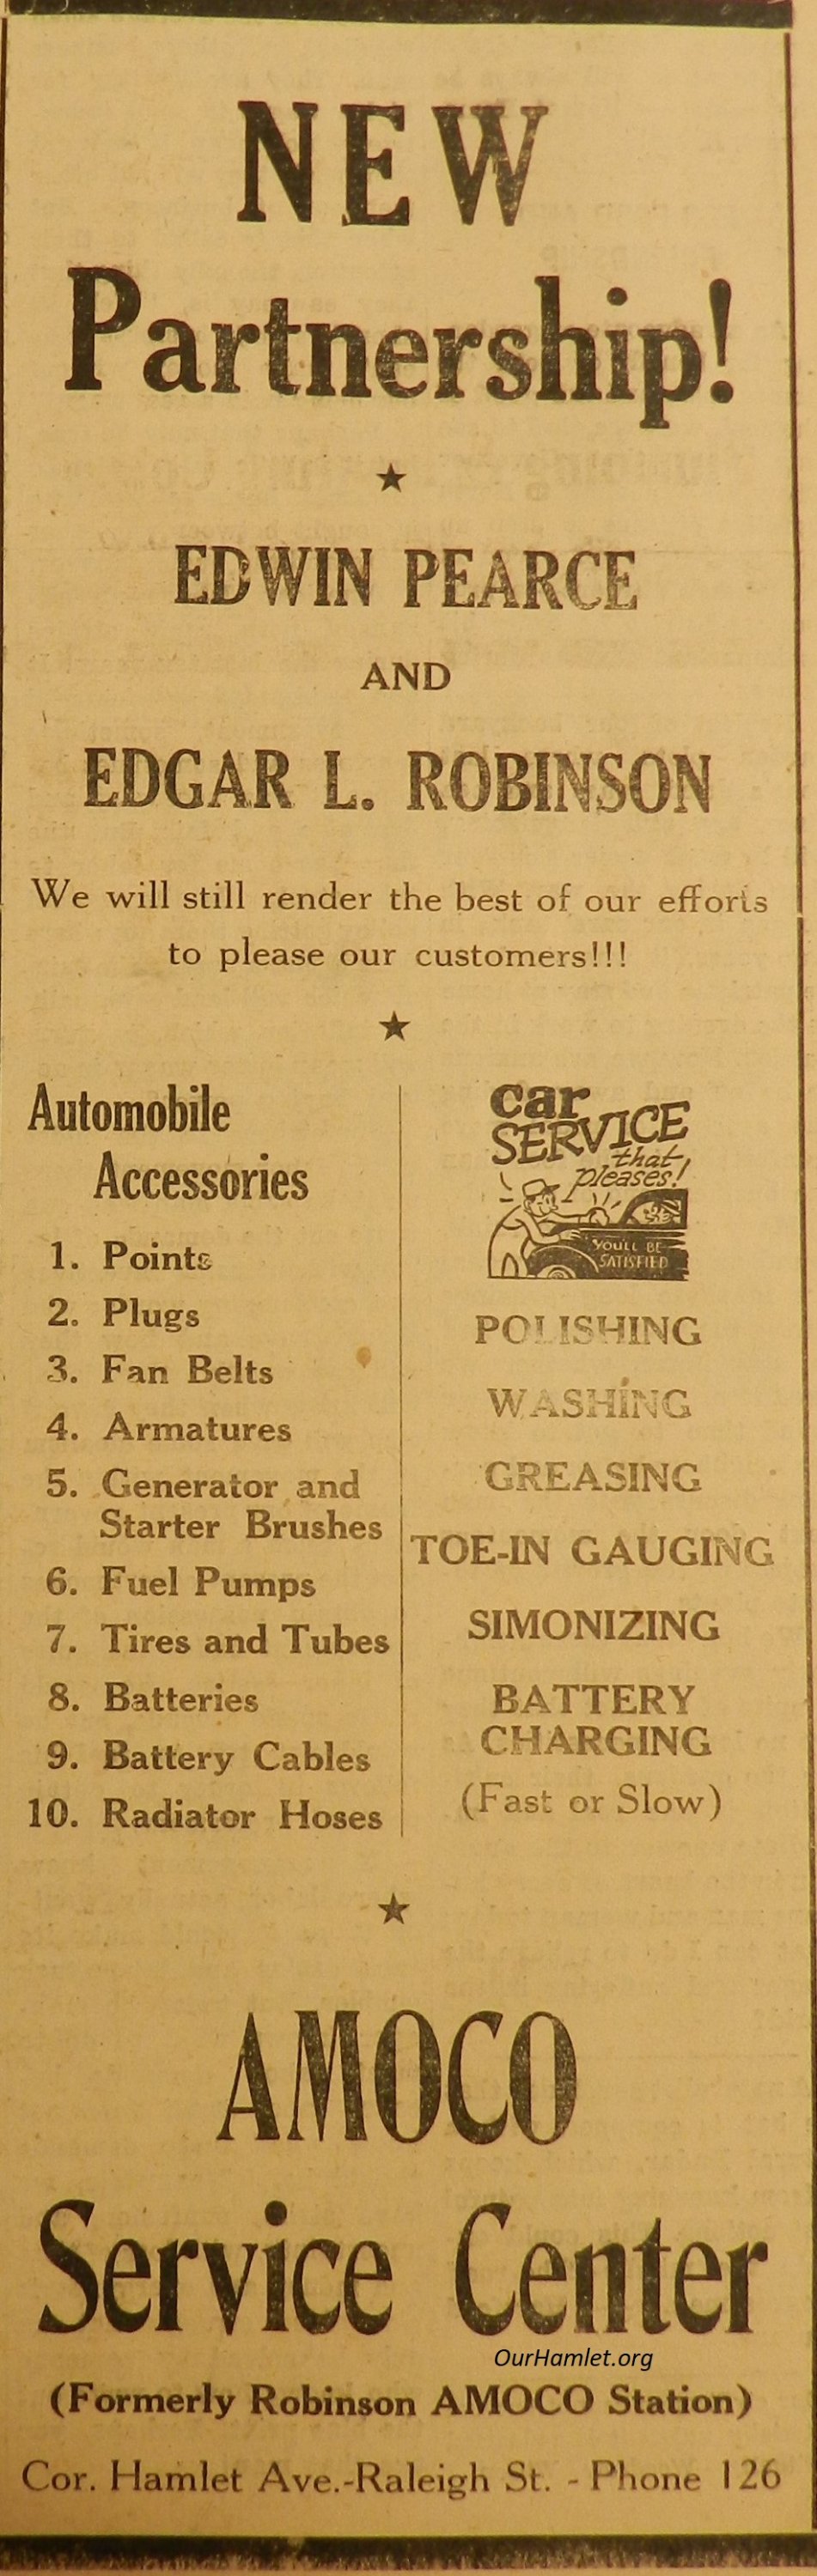 NEW
Partnership!
EDWIN PEARCE
AND
EDGAR L. ROBINSON
We will still render the best of our efforts
to please our customers!!!
Automobile
Accessories
1. Points
2. Plugs
3. Fan Belts
4. Armatures
5. Generator and
Starter Brushes
6. Fuel Pumps
7. Tires and Tubes
8. Batteries
9. Battery Cables
10. Radiator Hoses
car
SERVICE
that
pleases!
YOU'LL BE
SATISFIED
POLISHING
WASHING
GREASING
TOE-IN GAUGING
SIMONIZING
BATTERY
CHARGING
(Fast or Slow)
AMOCO
Service Center
OurHamlet.org
(Formerly Robinson AMOCO Station)
Cor. Hamlet Ave.-Raleigh St. - Phone 126